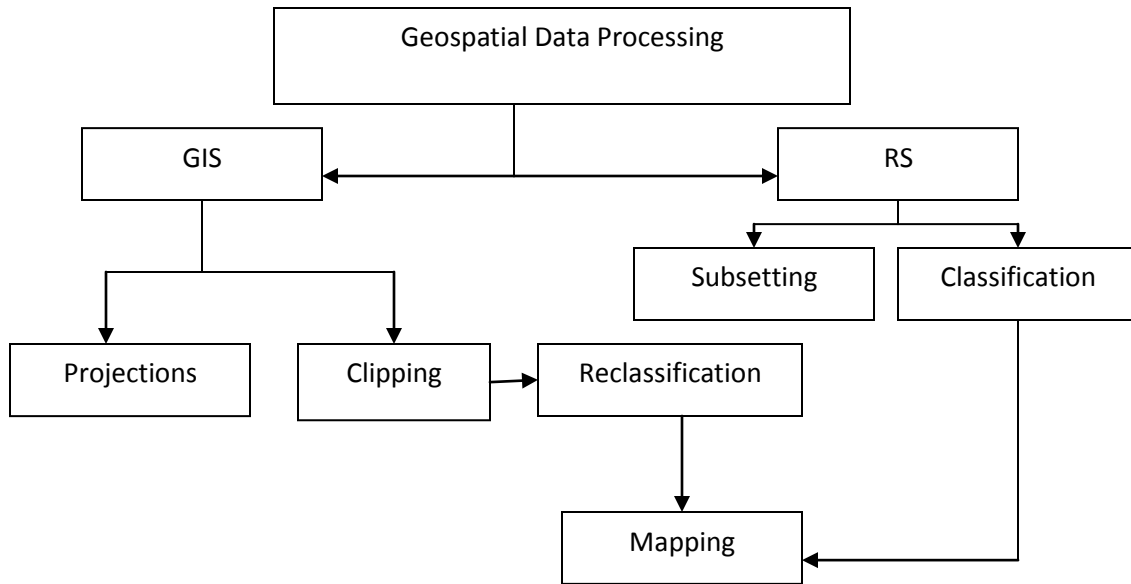 Geospatial Data Processing
GIS
RS
Subsetting
Classification
Projections
Clipping
Reclassification
Mapping